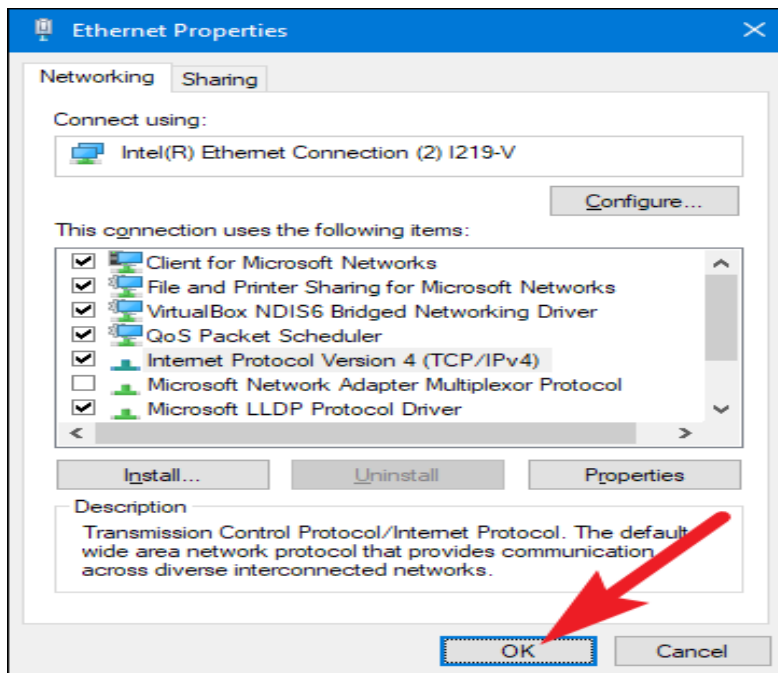 Ethernet Properties
Networking
Sharing
Connect using:
Intel(R) Ethernet Connection (2) I219-V
Configure...
This connection uses the following items:
Client for Microsoft Networks
File and Printer Sharing for Microsoft Networks
VirtualBox NDIS6 Bridged Networking Driver
QoS Packet Scheduler
Internet Protocol Version 4 (TCP/IPv4)
Microsoft Network Adapter Multiplexor Protocol
Microsoft LLDP Protocol Driver
Install...
Uninstall
Properties
Description
Transmission Control Protocol/Internet Protocol. The default
wide area network protocol that provides communication
across diverse interconnected networks.
OK
Cancel